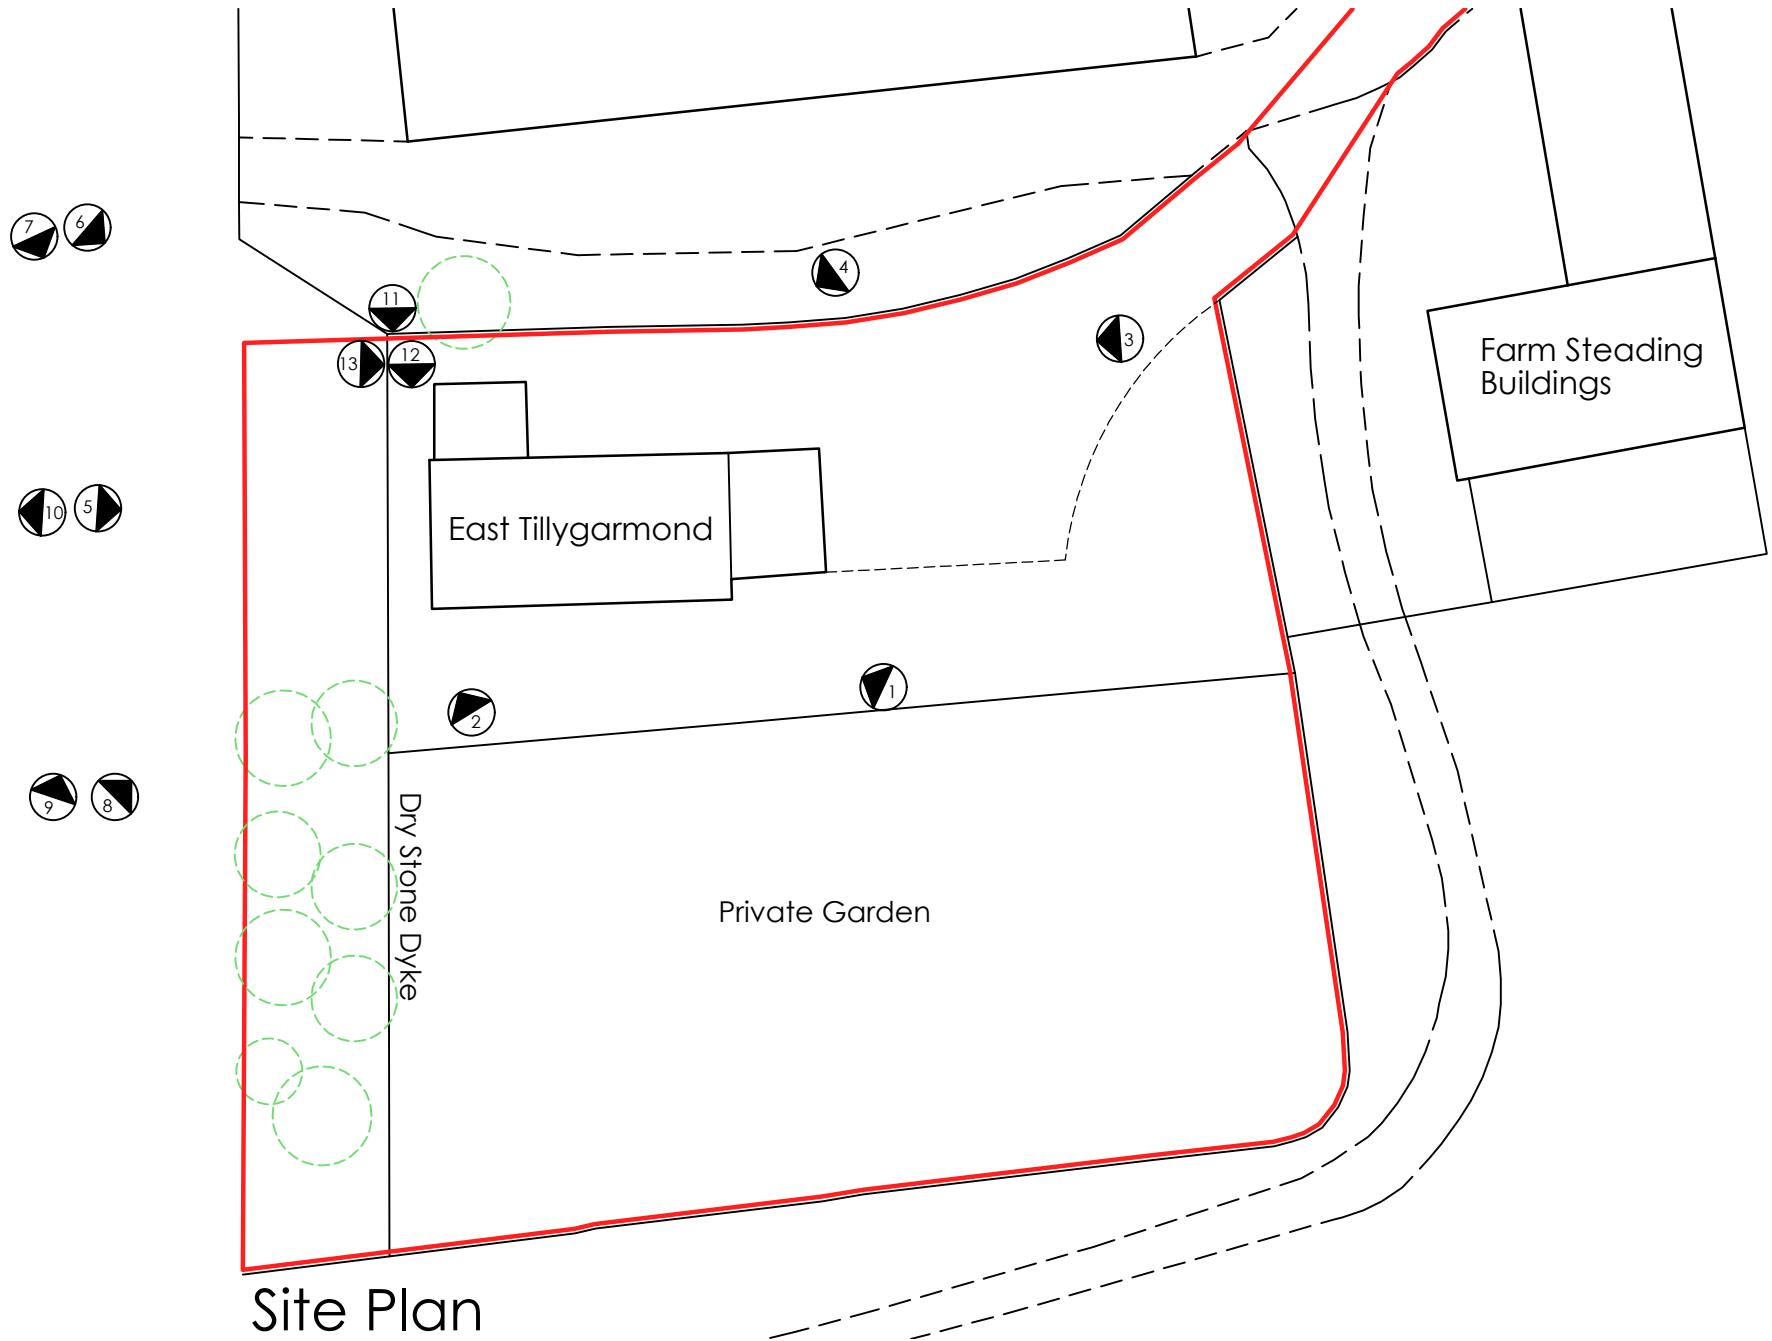 7
6
4
11
3
13
12
Farm Steading
Buildings
10
5
East Tillygarmond
1
2
9
8
Dry Stone Dyke
Private Garden
Site Plan